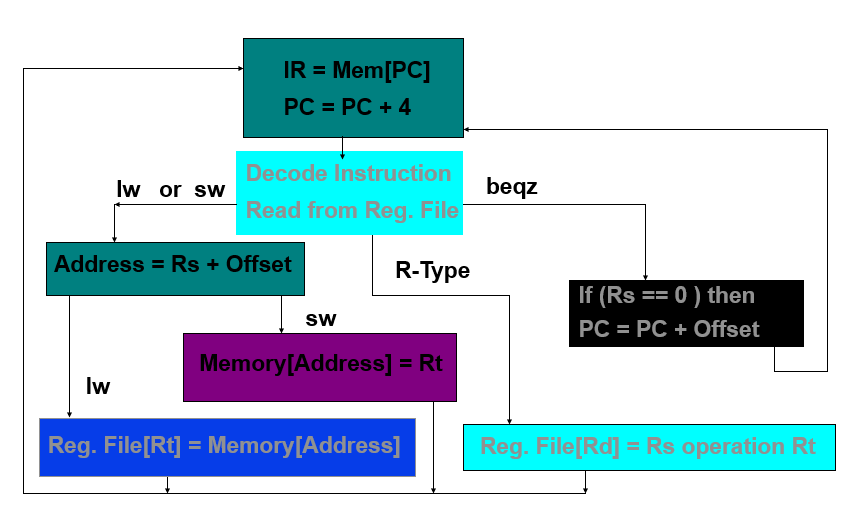 IR = Mem[PC]
PC = PC + 4
Decode Instruction
Read from Reg. File
lw or sw
beqz
Address = Rs + Offset
R-Type
If (Rs == 0 ) then
PC = PC + Offset
sw
Memory[Address] = Rt
lw
Reg. File[Rt] = Memory[Address]
Reg. File[Rd] = Rs operation Rt